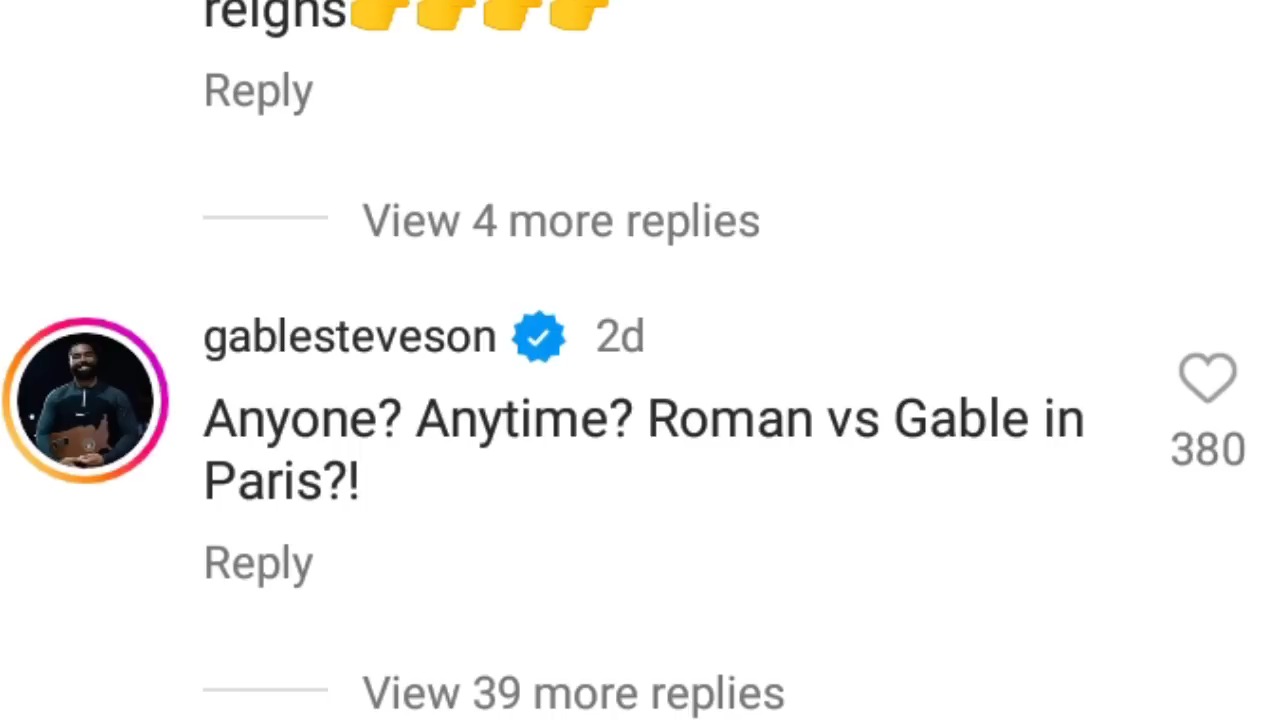 reigns👉👉👉👉
Reply
View 4 more replies
gablesteveson 2d
Anyone? Anytime? Roman vs Gable in
Paris?!
380
Reply
View 39 more replies